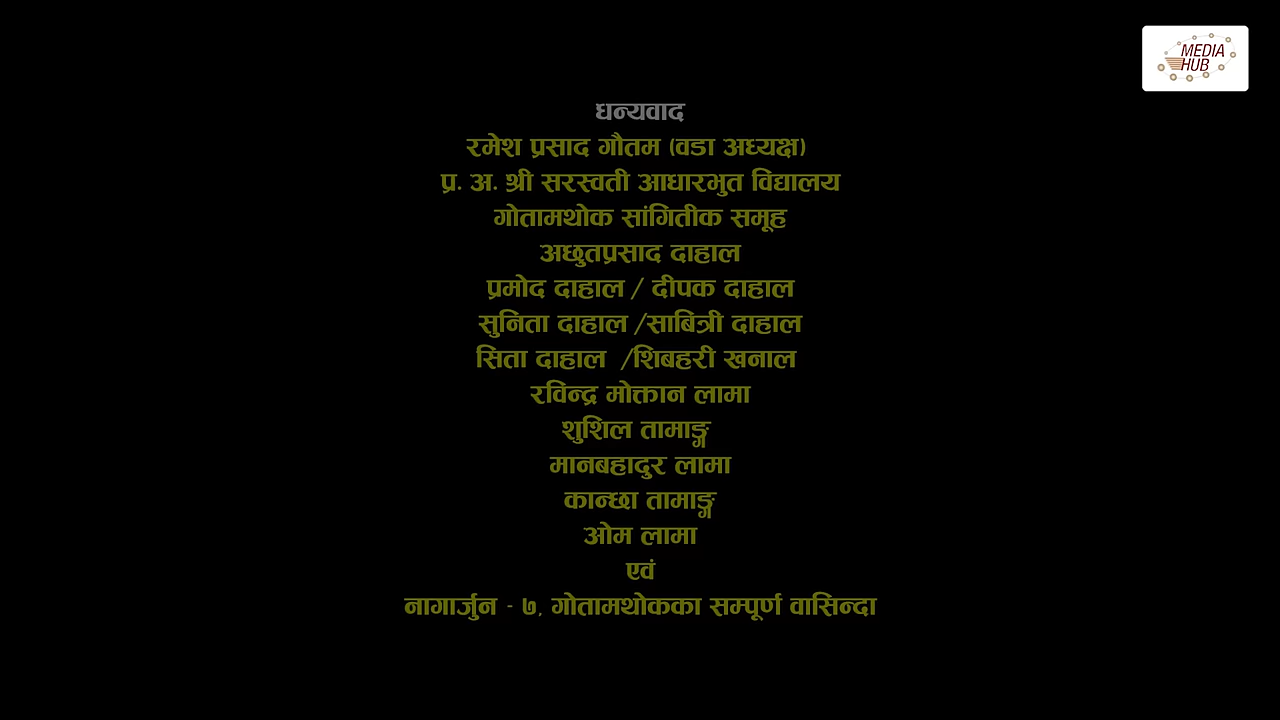 MEDIA
HUB
धन्यवाद
रमेश प्रसाद गौतम (वडा अध्यक्ष)
प्र. अ. श्री सरस्वती आधारभुत विद्यालय
गोतामथोक सांगितीक समूह
अछुतप्रसाद दाहाल
प्रमोद दाहाल / दीपक दाहाल
सुनिता दाहाल /साबित्री दाहाल
सिता दाहाल /शिबहरी खनाल
रविन्द्र मोक्तान लामा
शुशिल तामाङ्ग
मानबहादुर लामा
कान्छा तामाङ्ग
ओम लामा
एवं
नागार्जुन - ७, गोतामथोकका सम्पूर्ण वासिन्दा